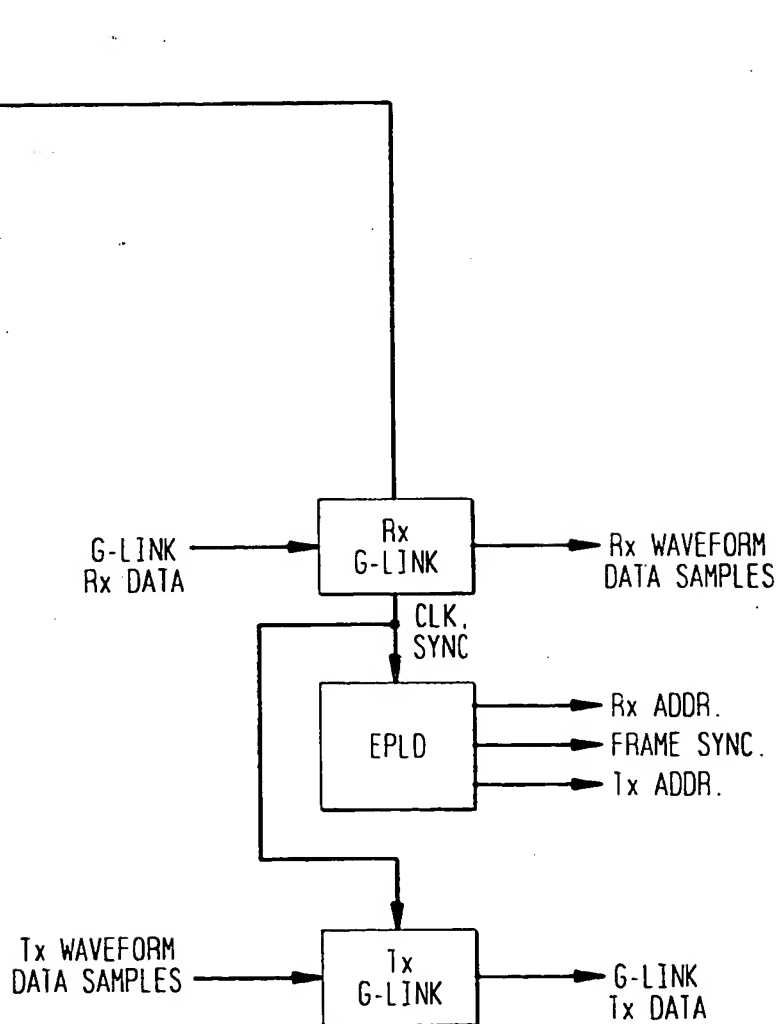 Rx
G-LINK
G-LINK
Rx DATA
Rx WAVEFORM
DATA SAMPLES
CLK,
SYNC
EPLD
Rx ADDR.
FRAME SYNC.
Tx ADDR.
Tx WAVEFORM
DATA SAMPLES
Tx
G-LINK
G-LINK
Tx DATA